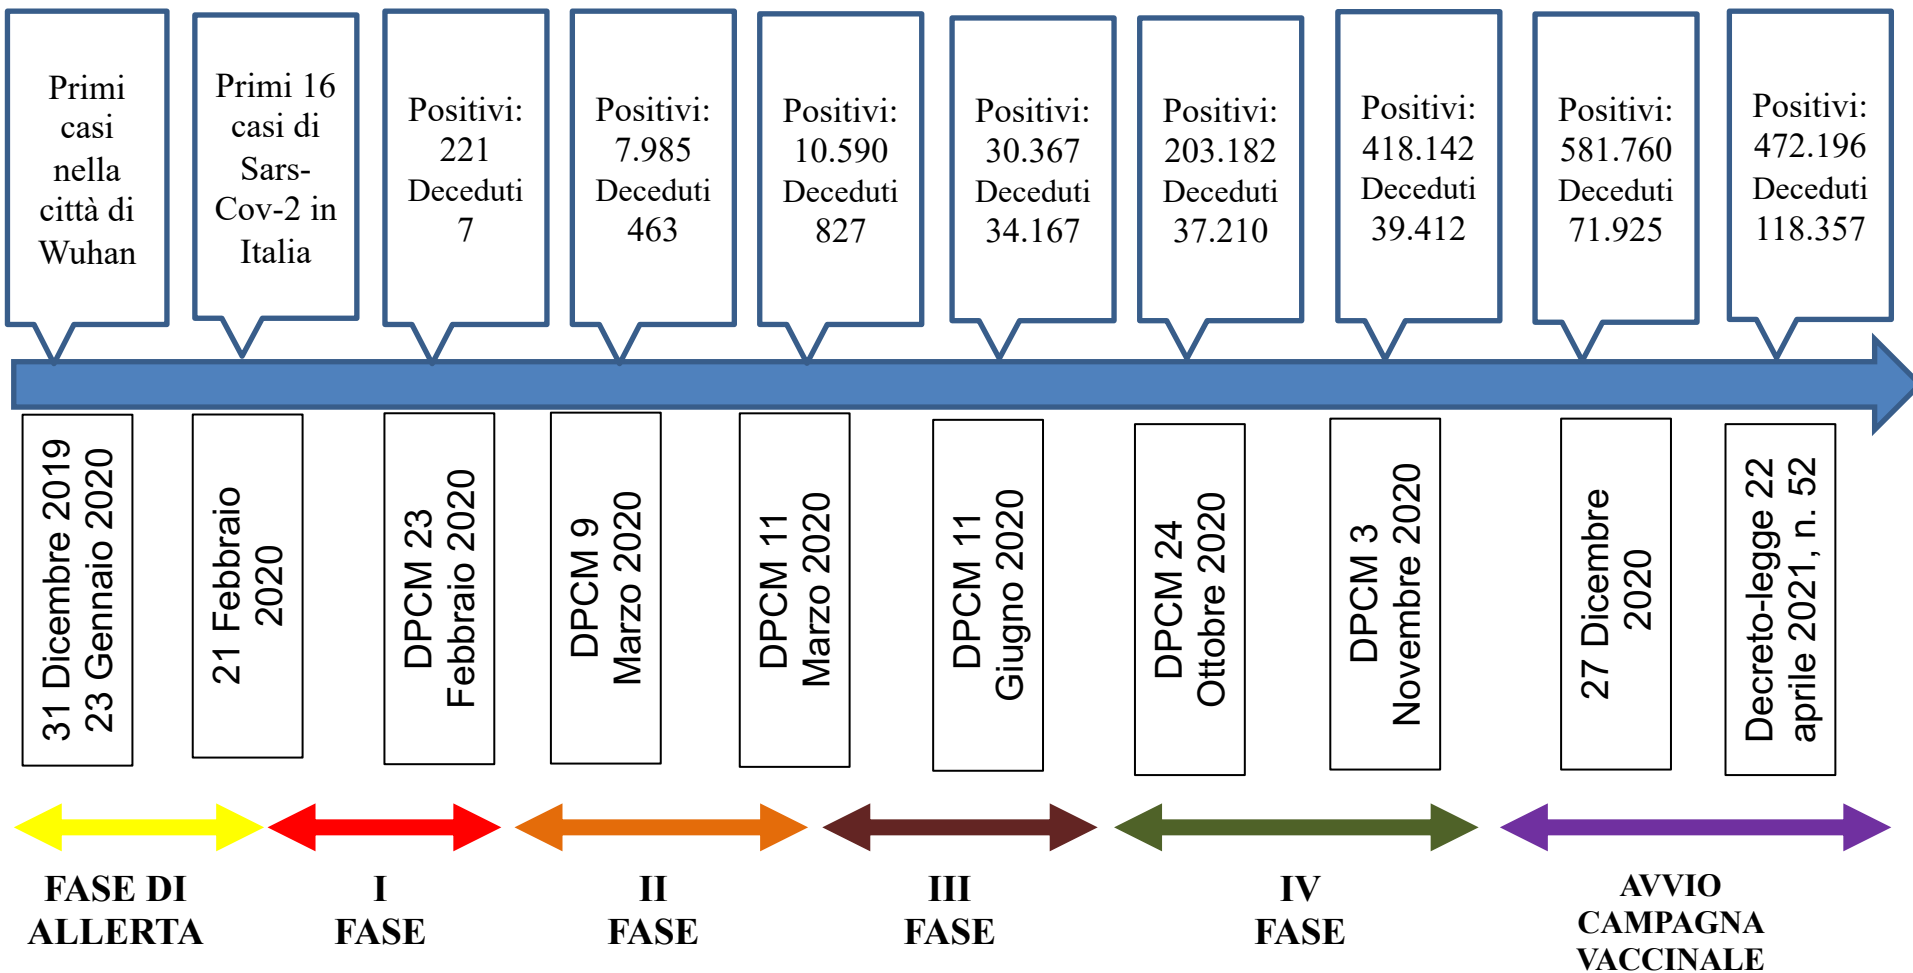 Primi
casi
nella
città di
Wuhan
Primi 16
casi di
Sars-
Cov-2 in
Italia
Positivi:
221
Deceduti
7
Positivi:
7.985
Deceduti
463
Positivi:
10.590
Deceduti
827
Positivi:
30.367
Deceduti
34.167
Positivi:
203.182
Deceduti
37.210
Positivi:
418.142
Deceduti
39.412
Positivi:
581.760
Deceduti
71.925
Positivi:
472.196
Deceduti
118.357
31 Dicembre 2019
23 Gennaio 2020
21 Febbraio
2020
DPCM 23
Febbraio 2020
DPCM 9
Marzo 2020
DPCM 11
Marzo 2020
DPCM 11
Giugno 2020
DPCM 24
Ottobre 2020
DPCM 3
Novembre 2020
27 Dicembre
2020
Decreto-legge 22
aprile 2021, n. 52
FASE DI
ALLERTA
I
FASE
II
FASE
III
FASE
IV
FASE
AVVIO
CAMPAGNA
VACCINALE